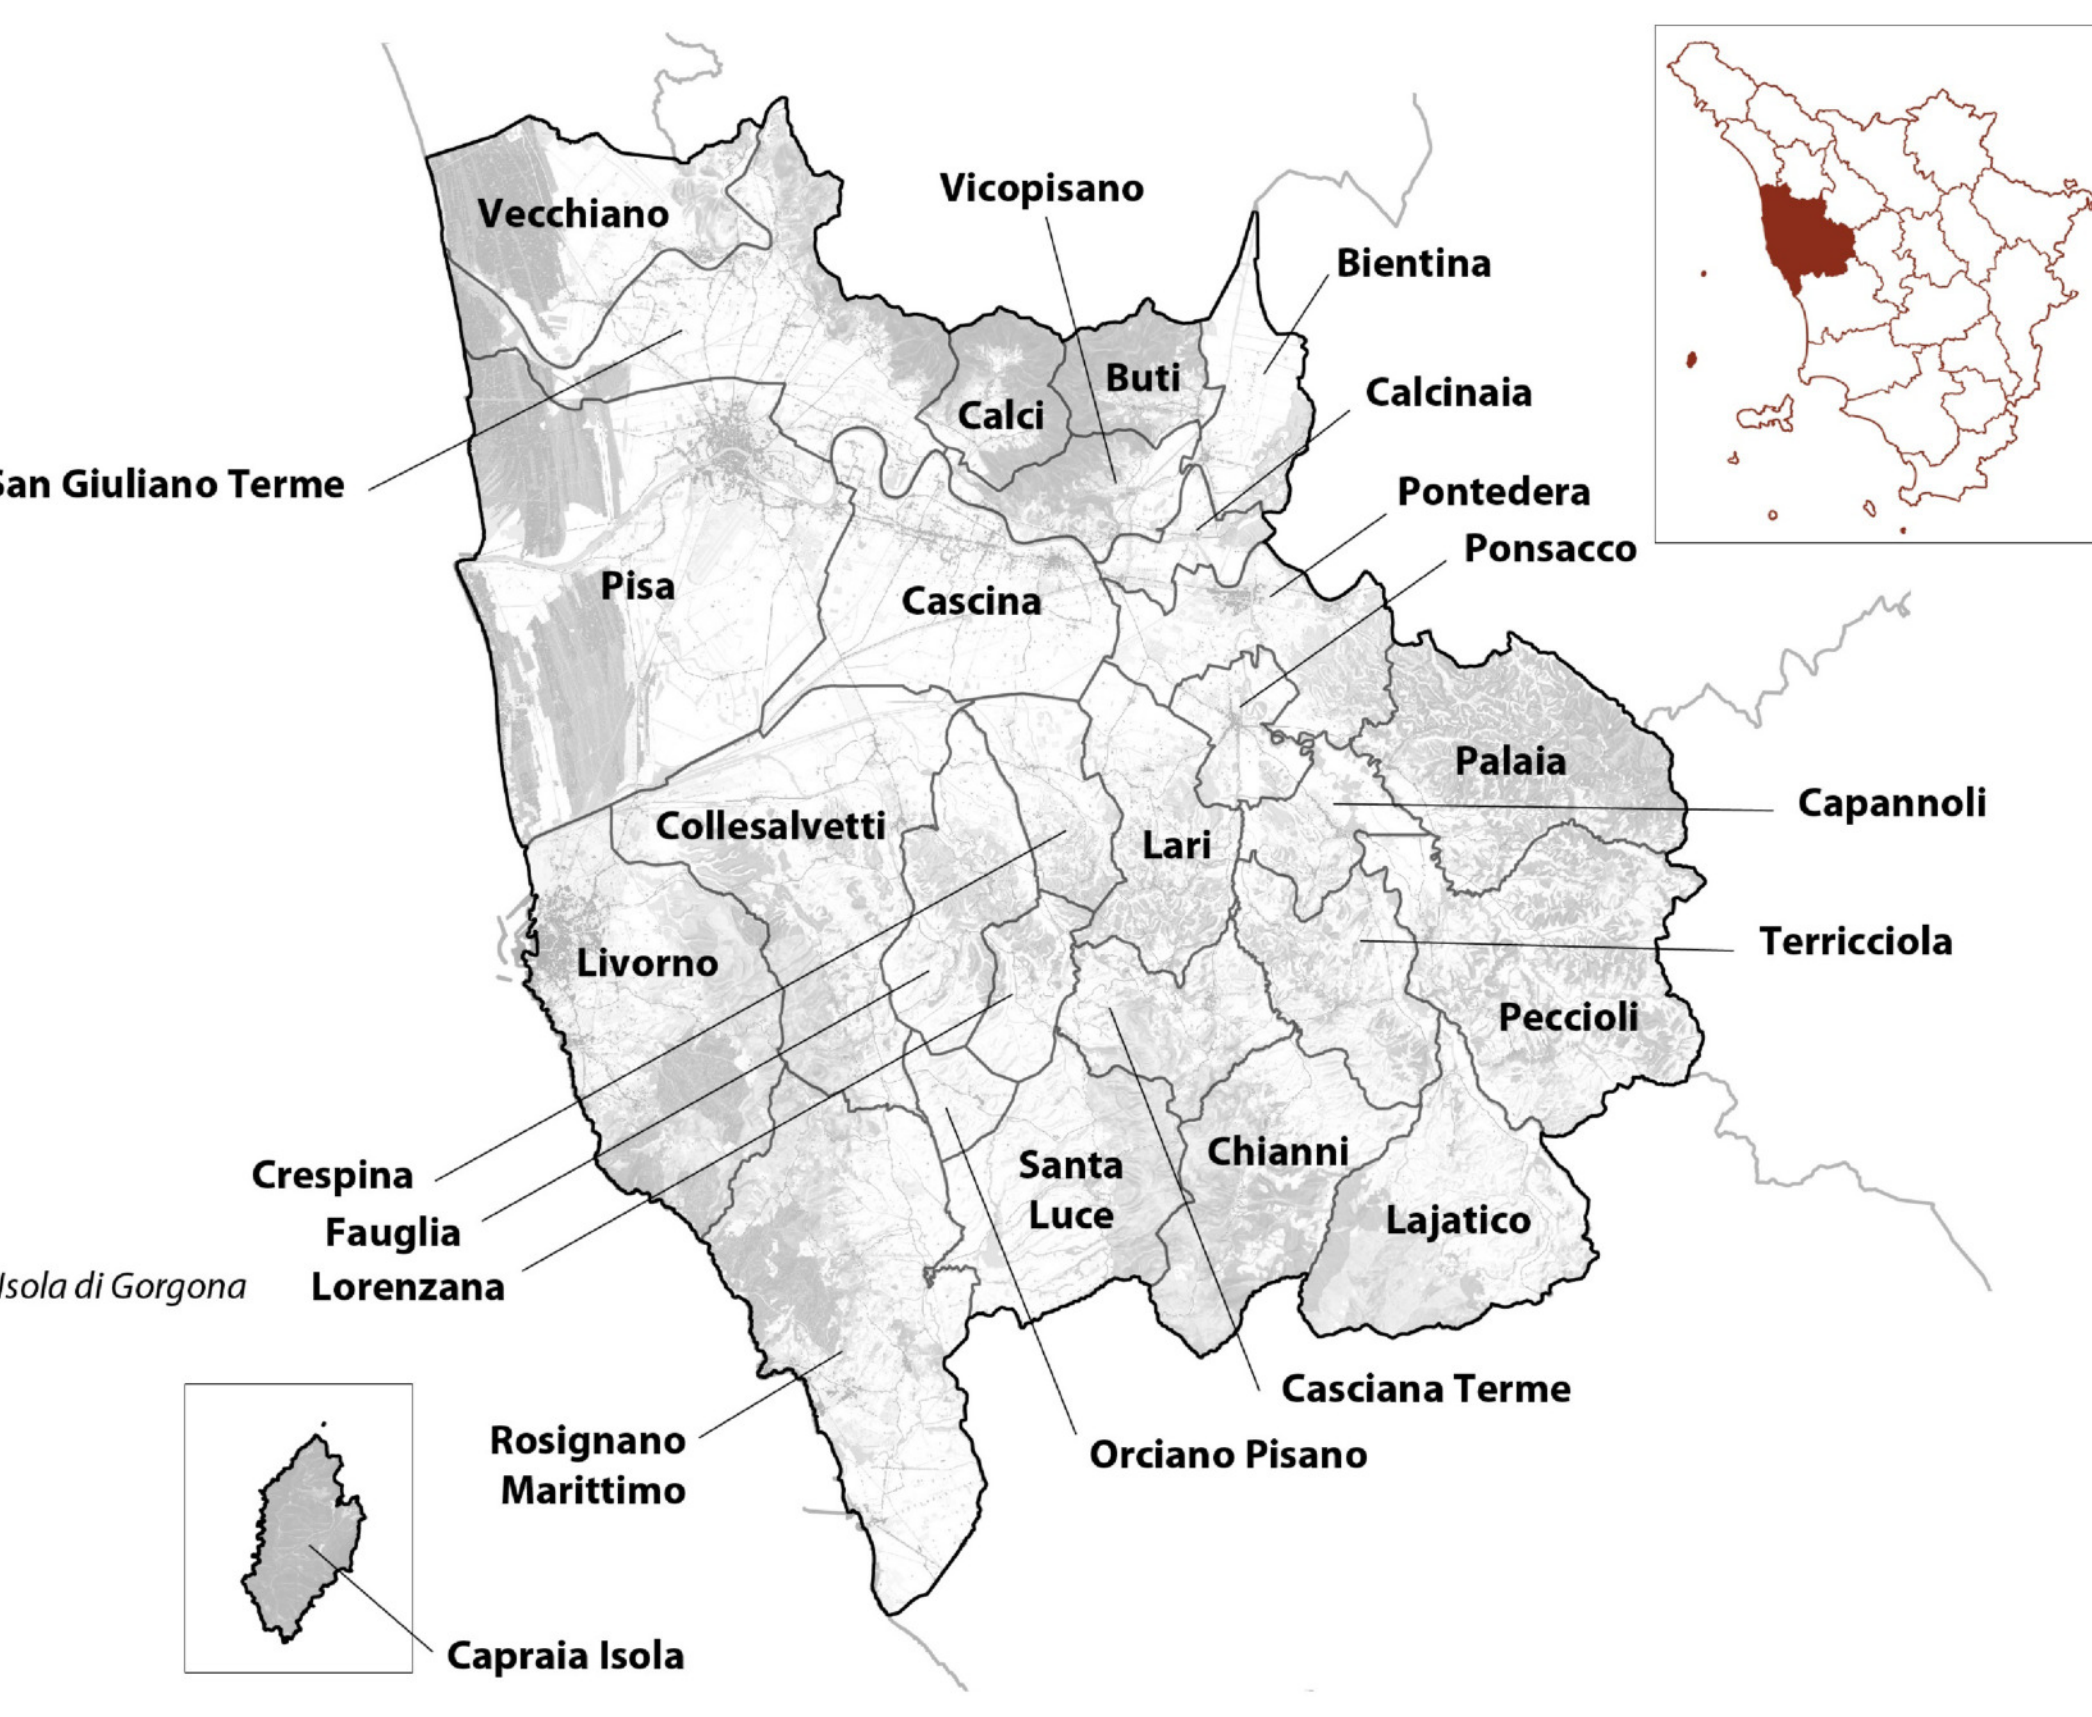 Vecchiano
Vicopisano
Bientina
Buti
Calci
Calcinaia
San Giuliano Terme
Pontedera
Ponsacco
Pisa
Cascina
Palaia
Capannoli
Collesalvetti
Lari
Terricciola
Livorno
Peccioli
Crespina
Fauglia
Isola di Gorgona
Lorenzana
Santa
Luce
Chianni
Lajatico
Casciana Terme
Orciano Pisano
Rosignano
Marittimo
Capraia Isola